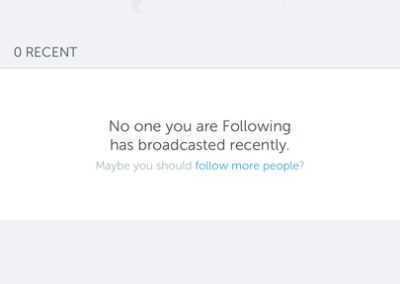 0 RECENT
No one you are Following
has broadcasted recently.
Maybe you should follow more people?